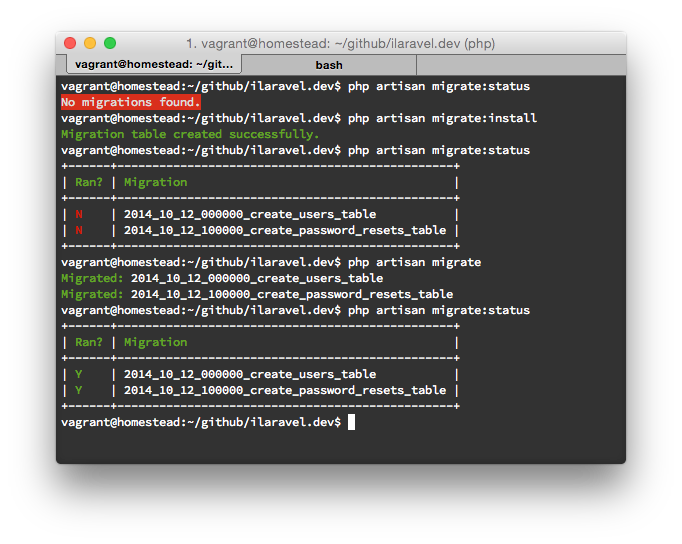 1. vagrant@homestead: ~/github/ilaravel.dev (php)
vagrant@homestead: ~/git... bash
vagrant@homestead:~/github/ilaravel.dev$ php artisan migrate:status
No migrations found.
vagrant@homestead:~/github/ilaravel.dev$ php artisan migrate:install
Migration table created successfully.
vagrant@homestead:~/github/ilaravel.dev$ php artisan migrate:status
+------+------------------------------------------------+
| Ran? | Migration                                      |
+------+------------------------------------------------+
| N    | 2014_10_12_000000_create_users_table           |
| N    | 2014_10_12_100000_create_password_resets_table |
+------+------------------------------------------------+
vagrant@homestead:~/github/ilaravel.dev$ php artisan migrate
Migrated: 2014_10_12_000000_create_users_table
Migrated: 2014_10_12_100000_create_password_resets_table
vagrant@homestead:~/github/ilaravel.dev$ php artisan migrate:status
+------+------------------------------------------------+
| Ran? | Migration                                      |
+------+------------------------------------------------+
| Y    | 2014_10_12_000000_create_users_table           |
| Y    | 2014_10_12_100000_create_password_resets_table |
+------+------------------------------------------------+
vagrant@homestead:~/github/ilaravel.dev$